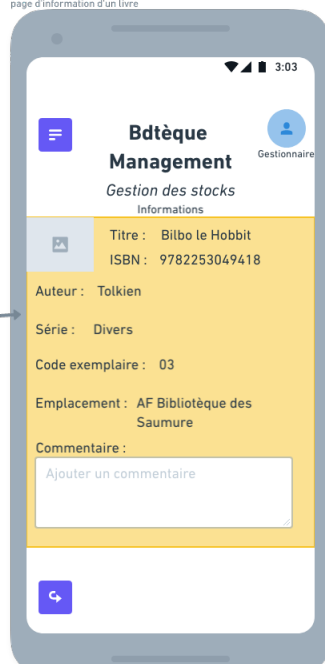 page d'information d'un livre
3:03
Bdtèque
Management
Gestionnaire
Gestion des stocks
Informations
Titre : Bilbo le Hobbit
ISBN : 9782253049418
Auteur : Tolkien
Série : Divers
Code exemplaire : 03
Emplacement : AF Bibliotèque des
Saumure
Commentaire :
Ajouter un commentaire